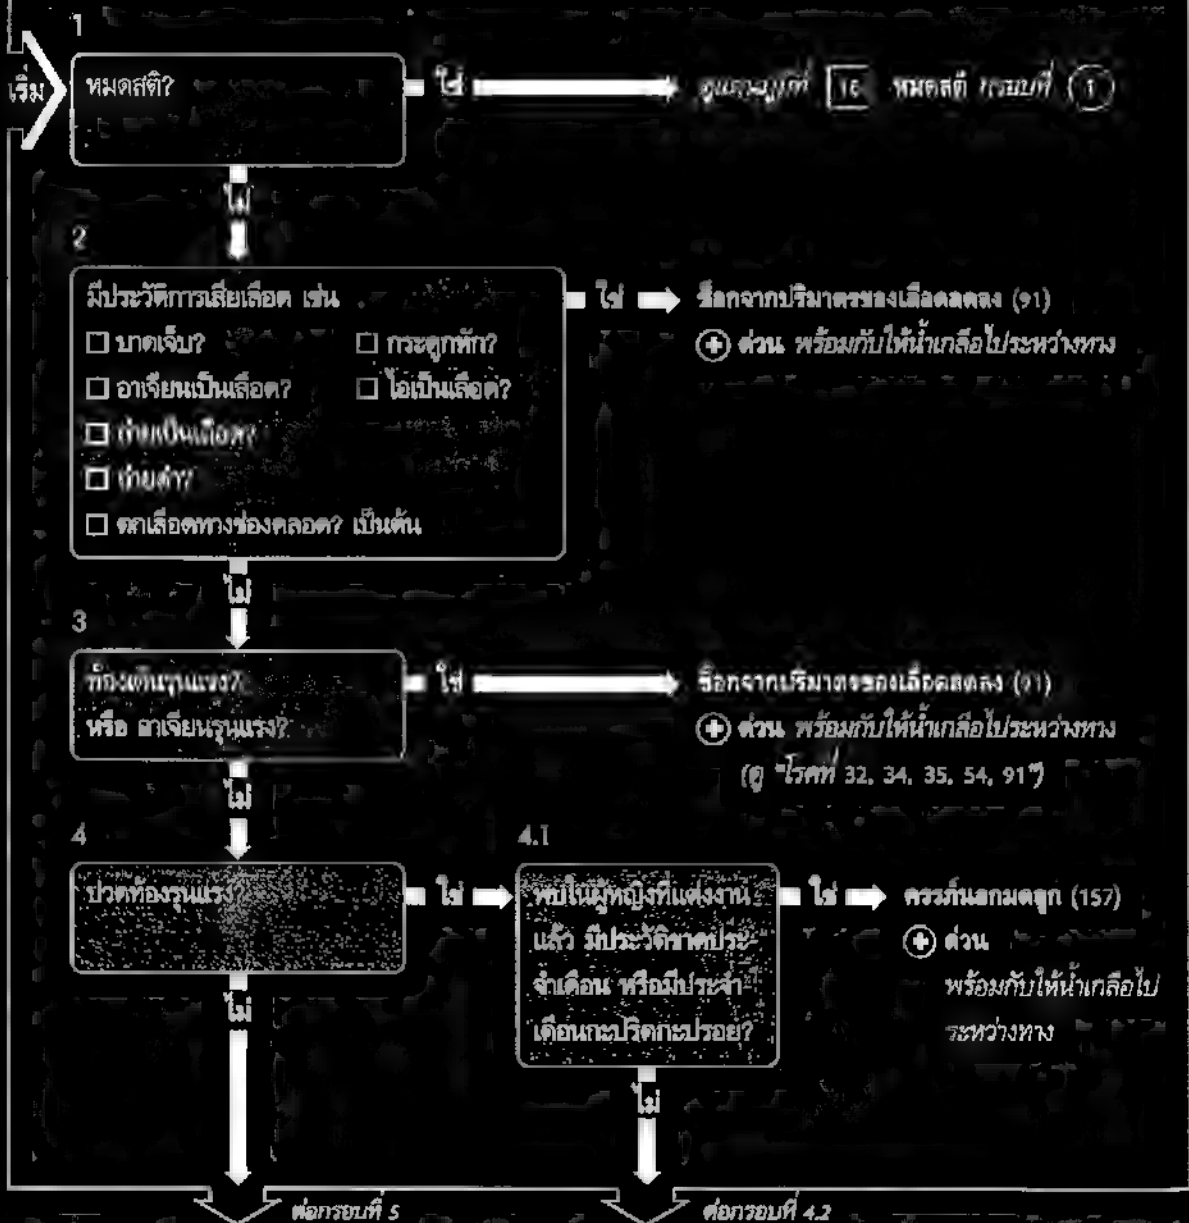 1
เริ่ม
หมดสติ?
ใช่
ดูแผนภูมิที่ 16 หมดสติ กรอบที่ 1
ไม่
2
มีประวัติการเสียเลือด เช่น
ใช่
ช็อกจากปริมาตรของเลือดลดลง (91)
☐ บาดเจ็บ? ☐ กระดูกหัก?
ด่วน พร้อมกับให้น้ำเกลือไประหว่างทาง
☐ อาเจียนเป็นเลือด? ☐ ไอเป็นเลือด?
☐ ถ่ายเป็นเลือด?
☐ ถ่ายดำ?
☐ ตกเลือดทางช่องคลอด? เป็นต้น
ไม่
3
ท้องเดินรุนแรง?
หรือ อาเจียนรุนแรง?
ใช่
ช็อกจากปริมาตรของเลือดลดลง (91)
ด่วน พร้อมกับให้น้ำเกลือไประหว่างทาง
(ดู "โรคที่ 32, 34, 35, 54, 91")
ไม่
4
ปวดท้องรุนแรง?
ใช่
4.1
พบในผู้หญิงที่แต่งงาน
แล้ว มีประวัติขาดประ-
จำเดือน หรือมีประจำ
เดือนกะปริดกะปรอย?
ใช่
ครรภ์นอกมดลูก (157)
ด่วน
พร้อมกับให้น้ำเกลือไป
ระหว่างทาง
ไม่
ไม่
ต่อกรอบที่ 5
ต่อกรอบที่ 4.2